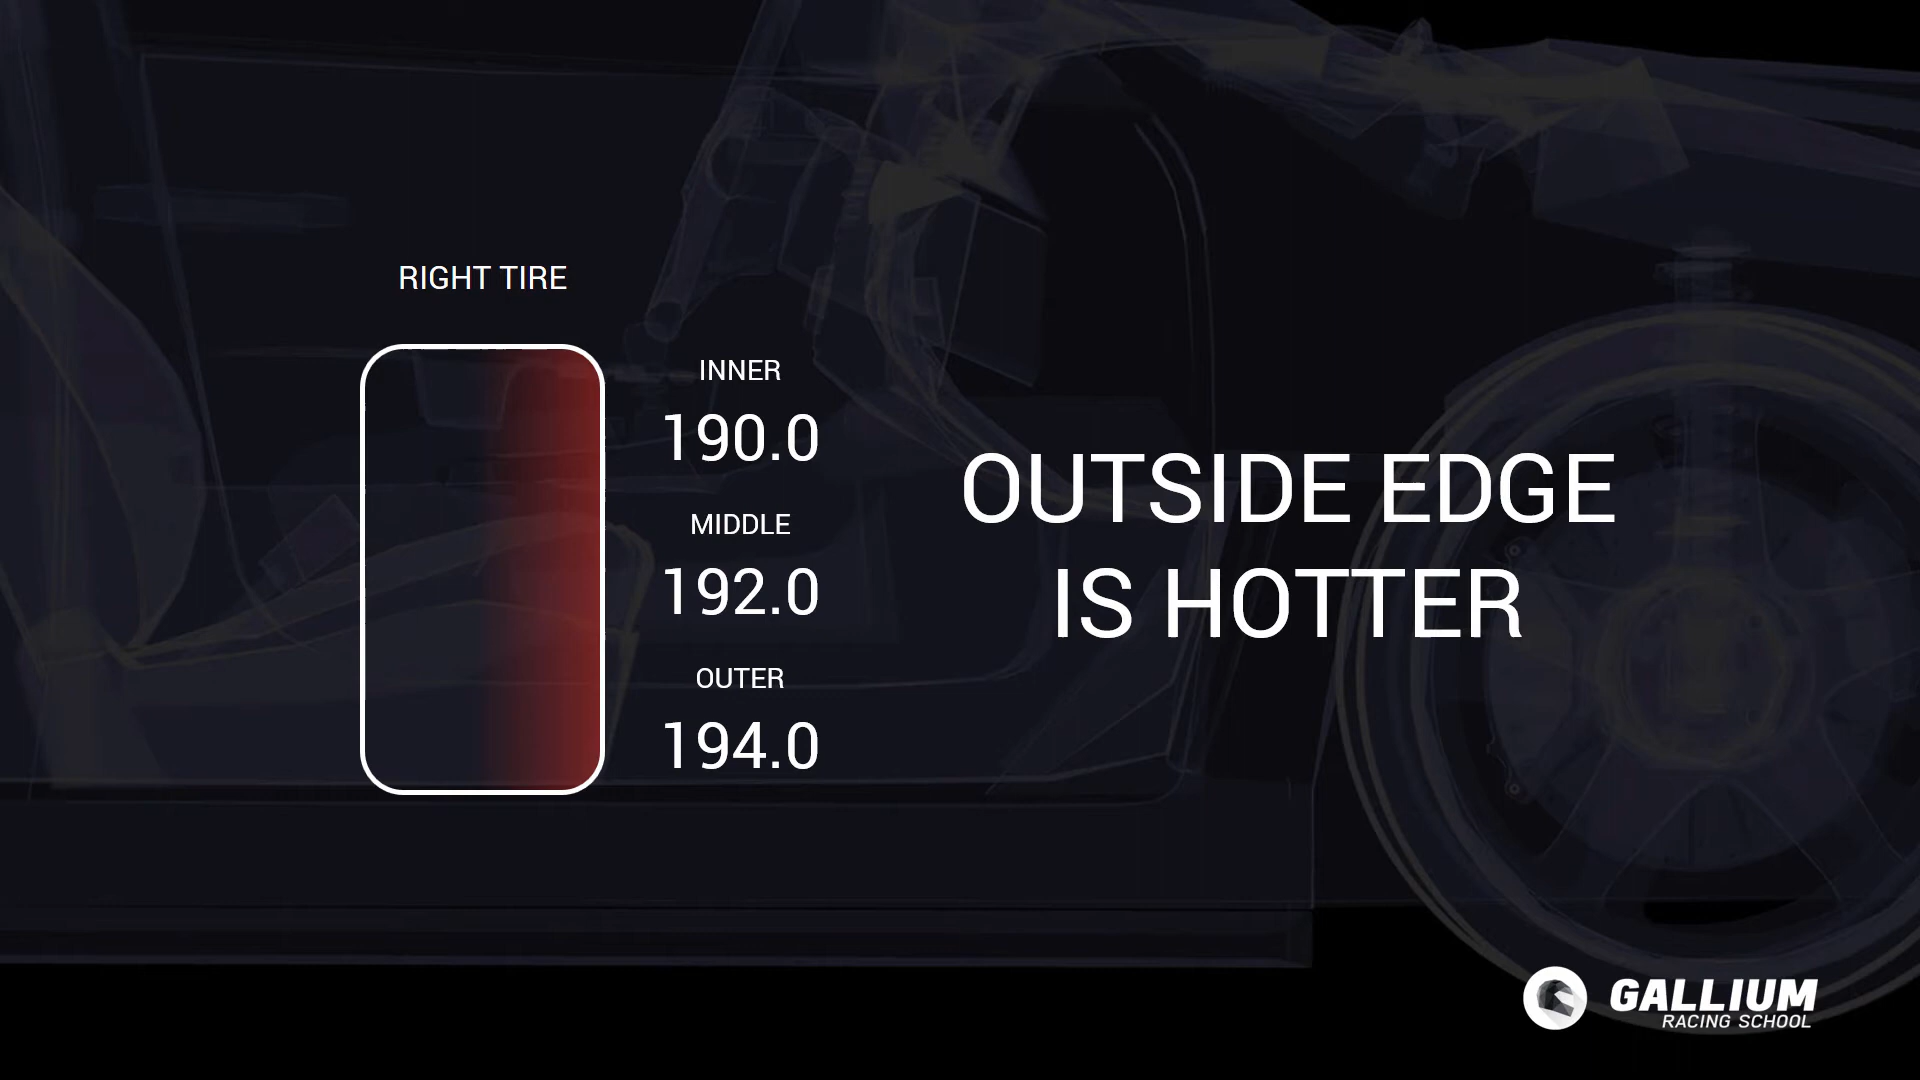 RIGHT TIRE
INNER
190.0
MIDDLE
192.0
OUTER
194.0
OUTSIDE EDGE
IS HOTTER
GALLIUM
RACING SCHOOL